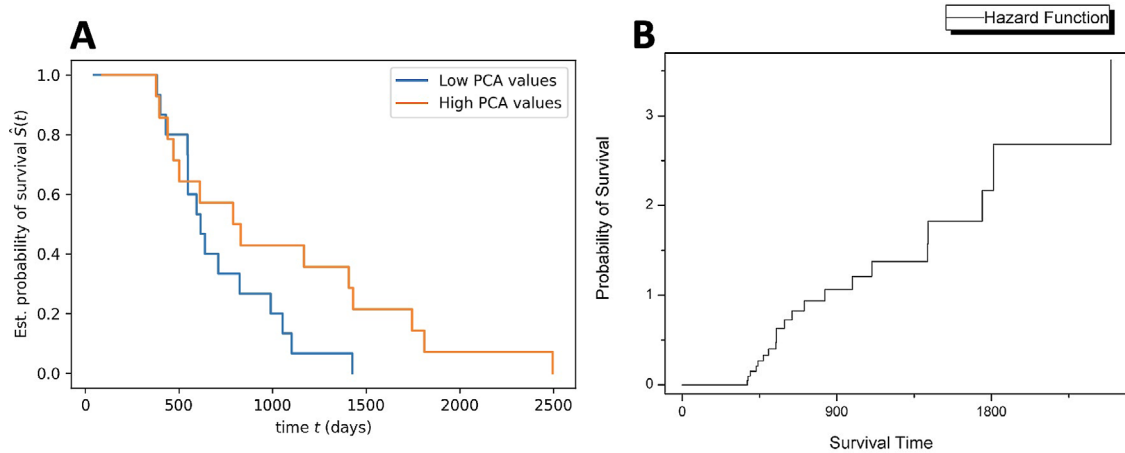 A
Low PCA values
High PCA values
Est. probability of survival Ŝ(t)
1.0
0.8
0.6
0.4
0.2
0.0
0 500 1000 1500 2000 2500
time t (days)
B
Hazard Function
Probability of Survival
3
2
1
0
0 900 1800
Survival Time